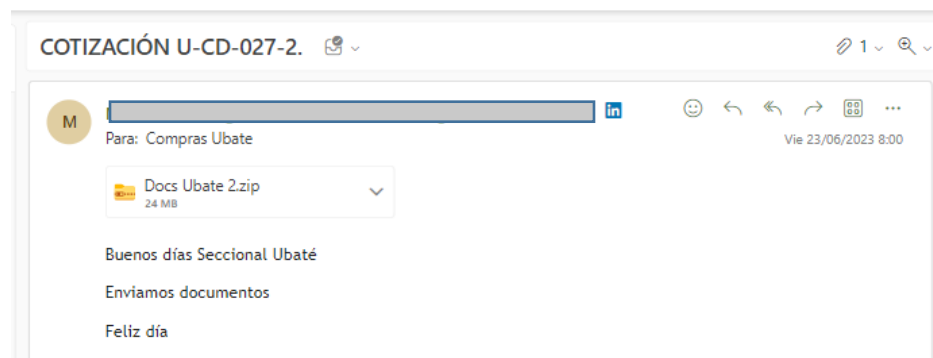 COTIZACIÓN U-CD-027-2.
1
M
in
Para: Compras Ubate
Vie 23/06/2023 8:00
Docs Ubate 2.zip
24 MB
Buenos días Seccional Ubaté
Enviamos documentos
Feliz día